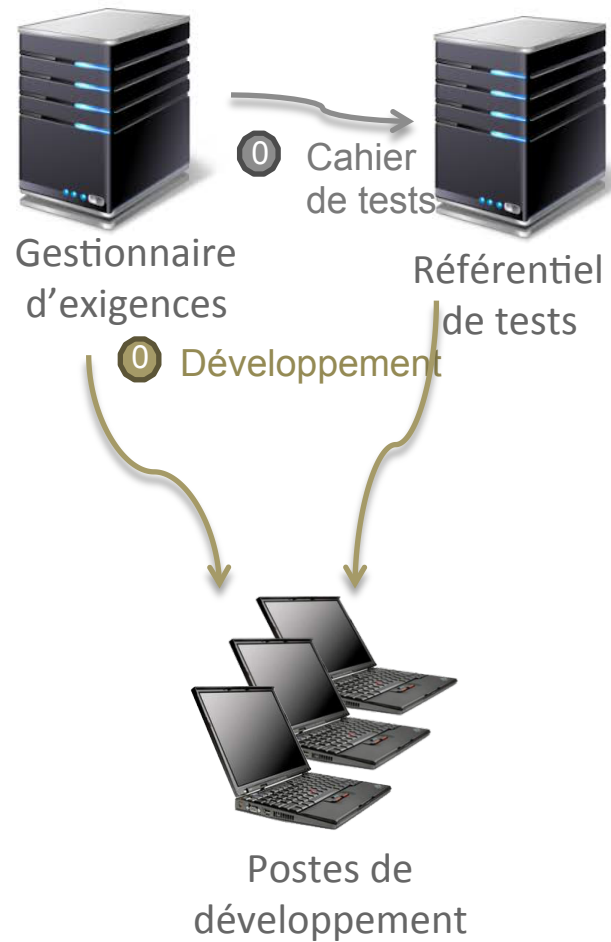 0 Cahier
de tests
Gestionnaire
d’exigences
Référentiel
de tests
0 Développement
Postes de
développement